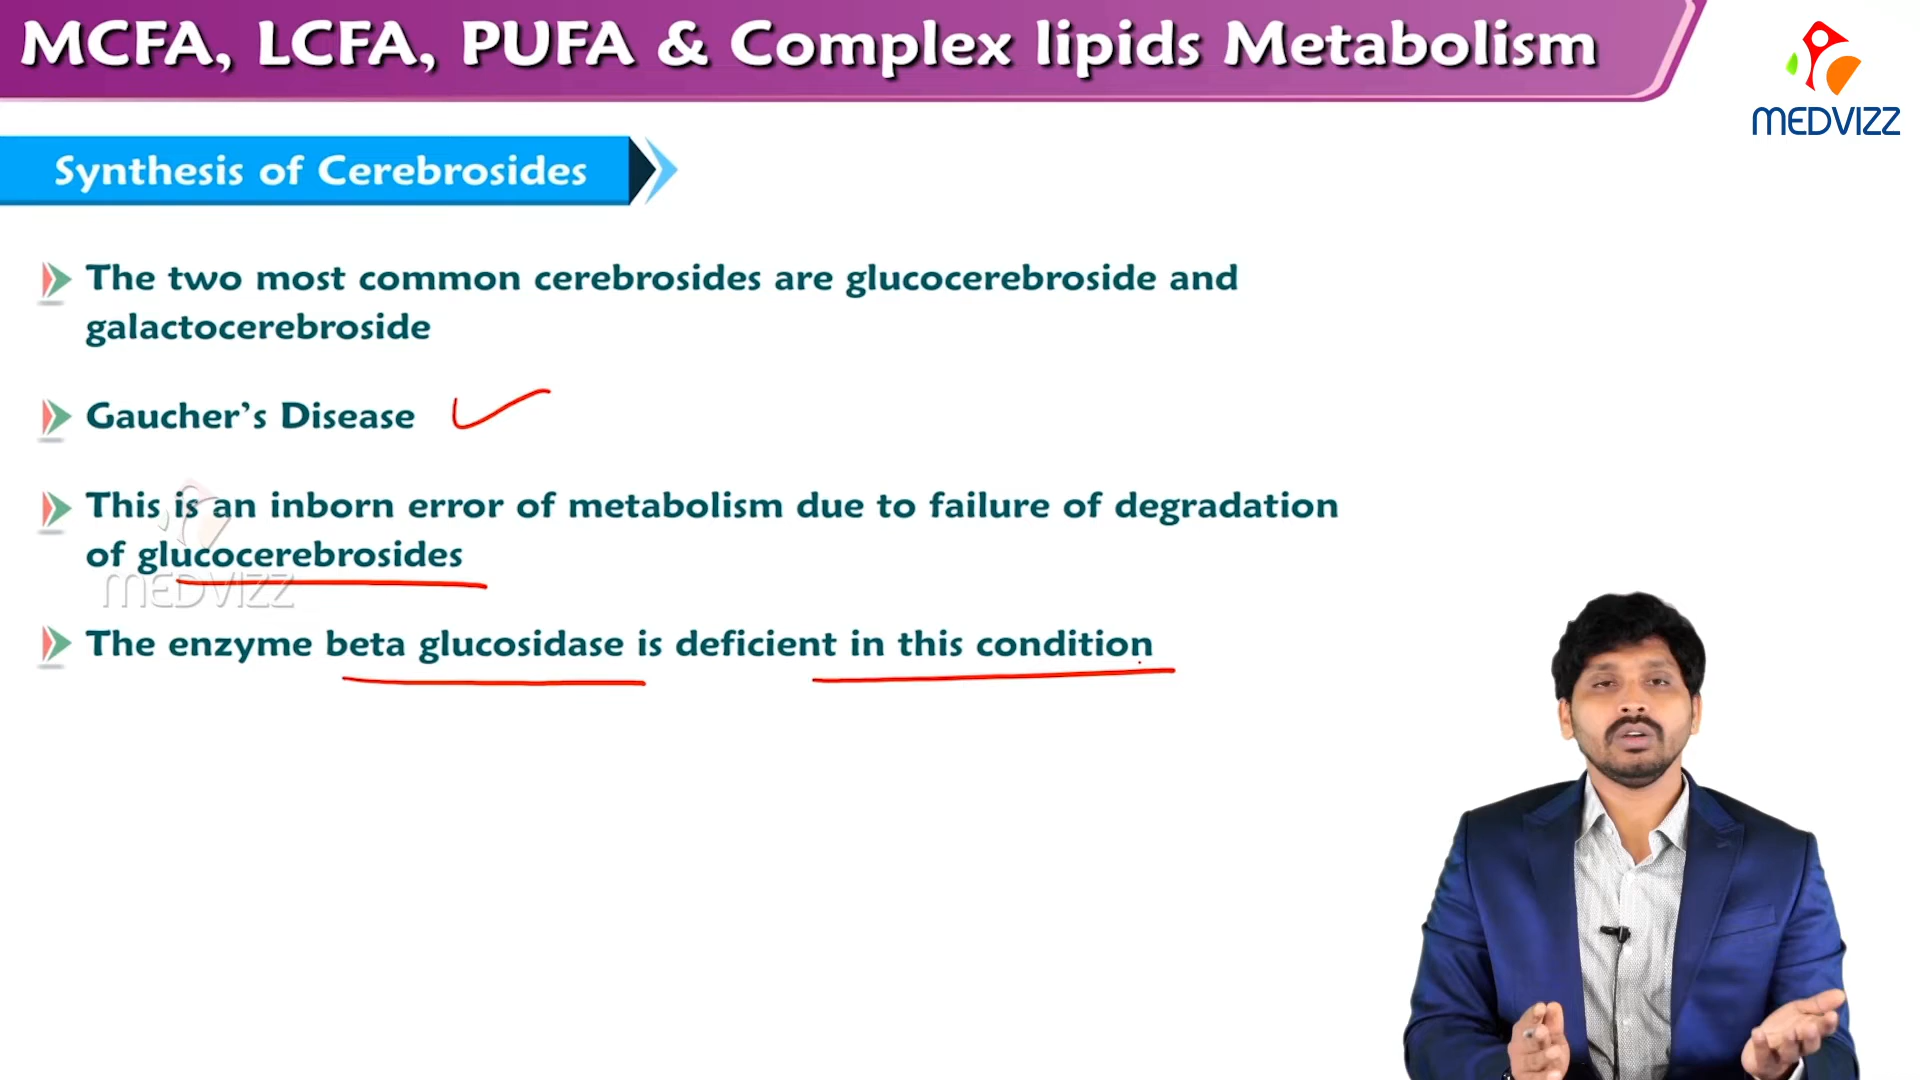 MCFA, LCFA, PUFA & Complex lipids Metabolism
MEDVIZZ
Synthesis of Cerebrosides
The two most common cerebrosides are glucocerebroside and
galactocerebroside
Gaucher's Disease
This is an inborn error of metabolism due to failure of degradation
of glucocerebrosides
MEDVIZZ
The enzyme beta glucosidase is deficient in this condition